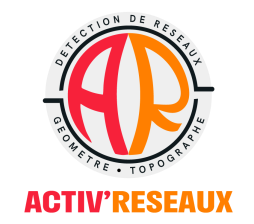 DETECTION DE RESEAUX
AR
GEOMETRE • TOPOGRAPHE
ACTIV'RESEAUX